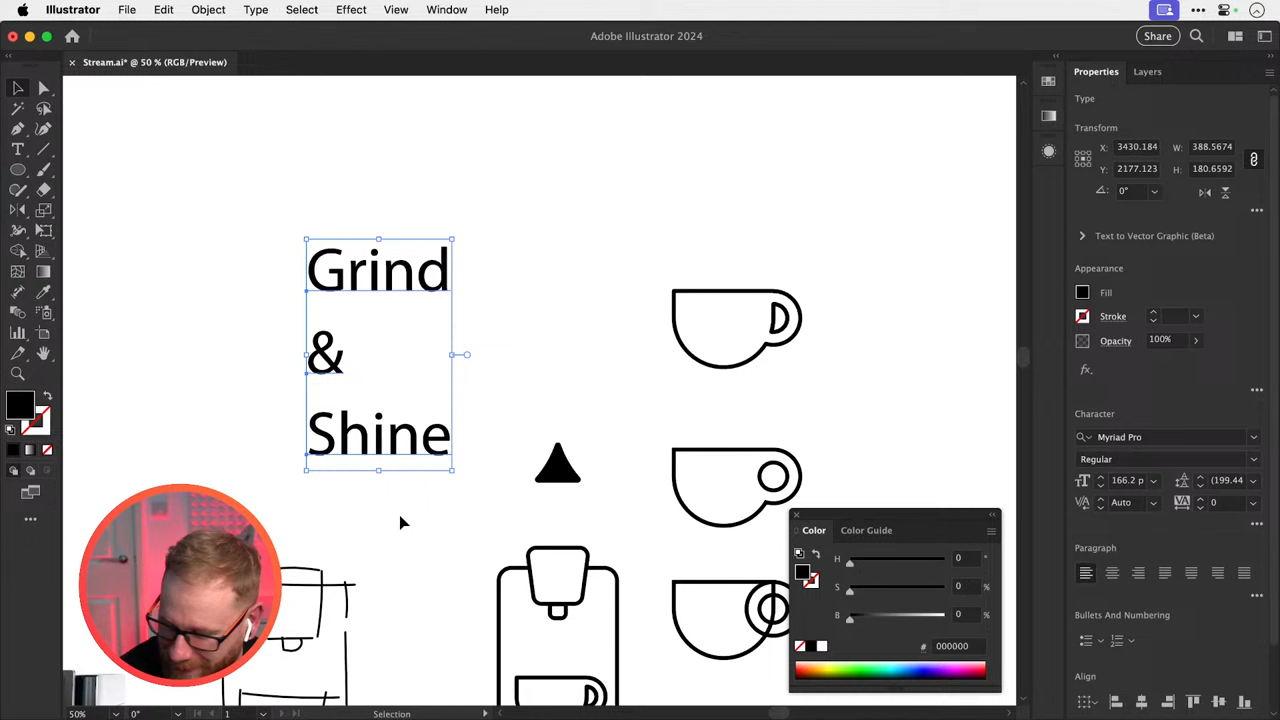 Illustrator File Edit Object Type Select Effect View Window Help
Adobe Illustrator 2024
Share
Stream.ai* @ 50 % (RGB/Preview)
Properties Layers
Type
Transform
X: 3430.184 W: 388.5674
Y: 2177.123 H: 180.6592
0°
Text to Vector Graphic (Beta)
Appearance
Fill
Stroke
Opacity 100%
fx.
Character
Myriad Pro
Regular
166.2 p (199.44
Auto 0
Paragraph
Bullets And Numbering
Align
Grind
&
Shine
Color Color Guide
H 0 °
S 0 %
B 0 %
# 000000
50% 0° 1 Selection